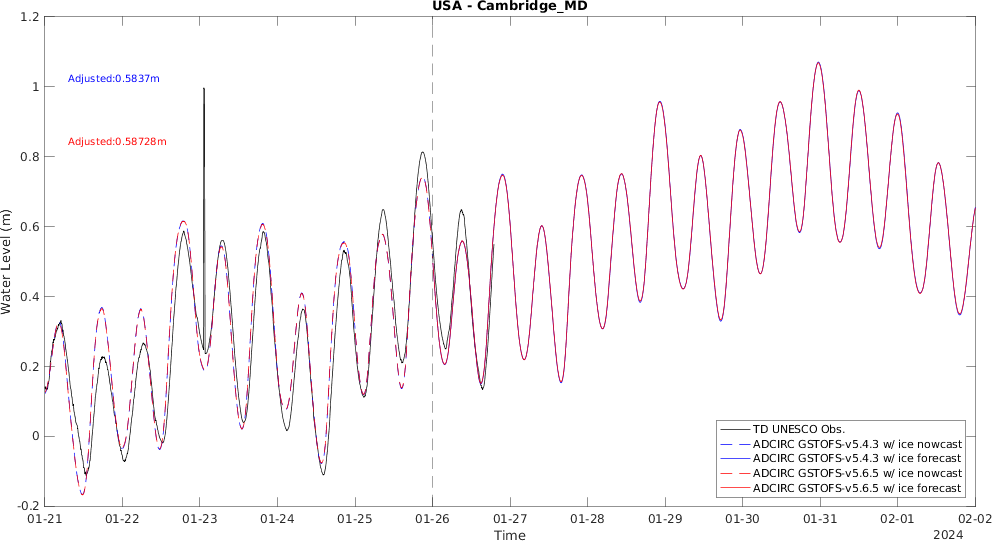 USA - Cambridge_MD
1.2
1
0.8
0.6
0.4
0.2
0
-0.2
Water Level (m)
Adjusted:0.5837m
Adjusted:0.58728m
TD UNESCO Obs.
ADCIRC GSTOFS-v5.4.3 w/ ice nowcast
ADCIRC GSTOFS-v5.4.3 w/ ice forecast
ADCIRC GSTOFS-v5.6.5 w/ ice nowcast
ADCIRC GSTOFS-v5.6.5 w/ ice forecast
01-21 01-22 01-23 01-24 01-25 01-26 01-27 01-28 01-29 01-30 01-31 02-01 02-02
Time
2024